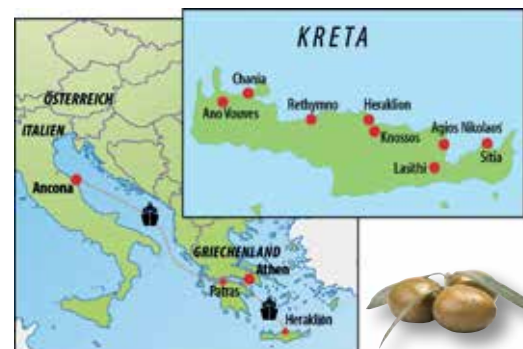 KRETA
Chania
Ano Vouves
Rethymno
Heraklion
Knossos
Agios Nikolaos
Sitia
Lasithi
ÖSTERREICH
ITALIEN
Ancona
GRIECHENLAND
Athen
Patras
Heraklion